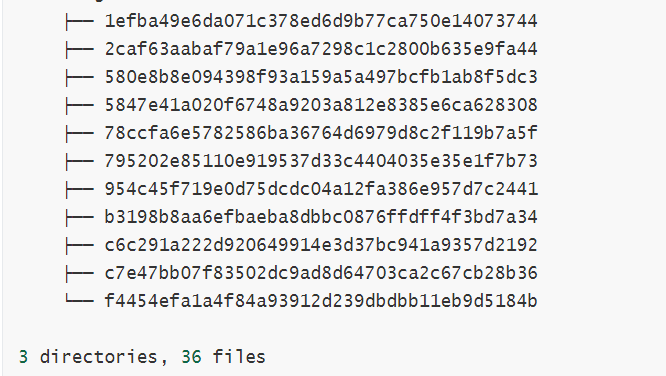 ├── 1efba49e6da071c378ed6d9b77ca750e14073744
├── 2caf63aabaf79a1e96a7298c1c2800b635e9fa44
├── 580e8b8e094398f93a159a5a497bcfb1ab8f5dc3
├── 5847e41a020f6748a9203a812e8385e6ca628308
├── 78ccfa6e5782586ba36764d6979d8c2f119b7a5f
├── 795202e85110e919537d33c4404035e35e1f7b73
├── 954c45f719e0d75dcdc04a12fa386e957d7c2441
├── b3198b8aa6efbaeba8dbbc0876ffdff4f3bd7a34
├── c6c291a222d920649914e3d37bc941a9357d2192
├── c7e47bb07f83502dc9ad8d64703ca2c67cb28b36
└── f4454efa1a4f84a93912d239dbdbb11eb9d5184b
3 directories, 36 files